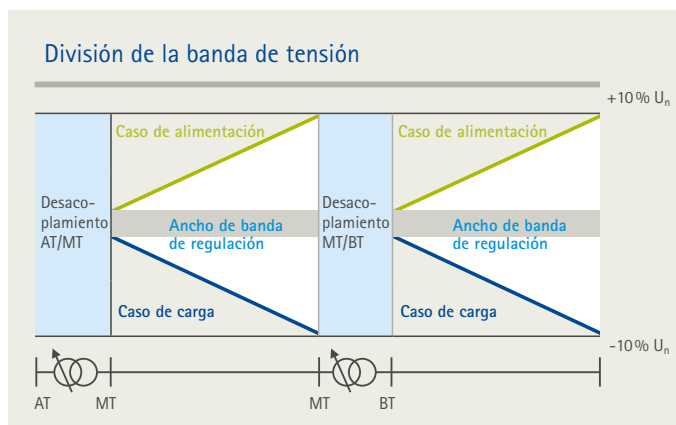 División de la banda de tensión
+10% Uₙ
Caso de alimentación
Caso de alimentación
Desaco-
plamiento
AT/MT
Ancho de banda
de regulación
Desaco-
plamiento
MT/BT
Ancho de banda
de regulación
Caso de carga
Caso de carga
-10% Uₙ
AT
MT
MT
BT